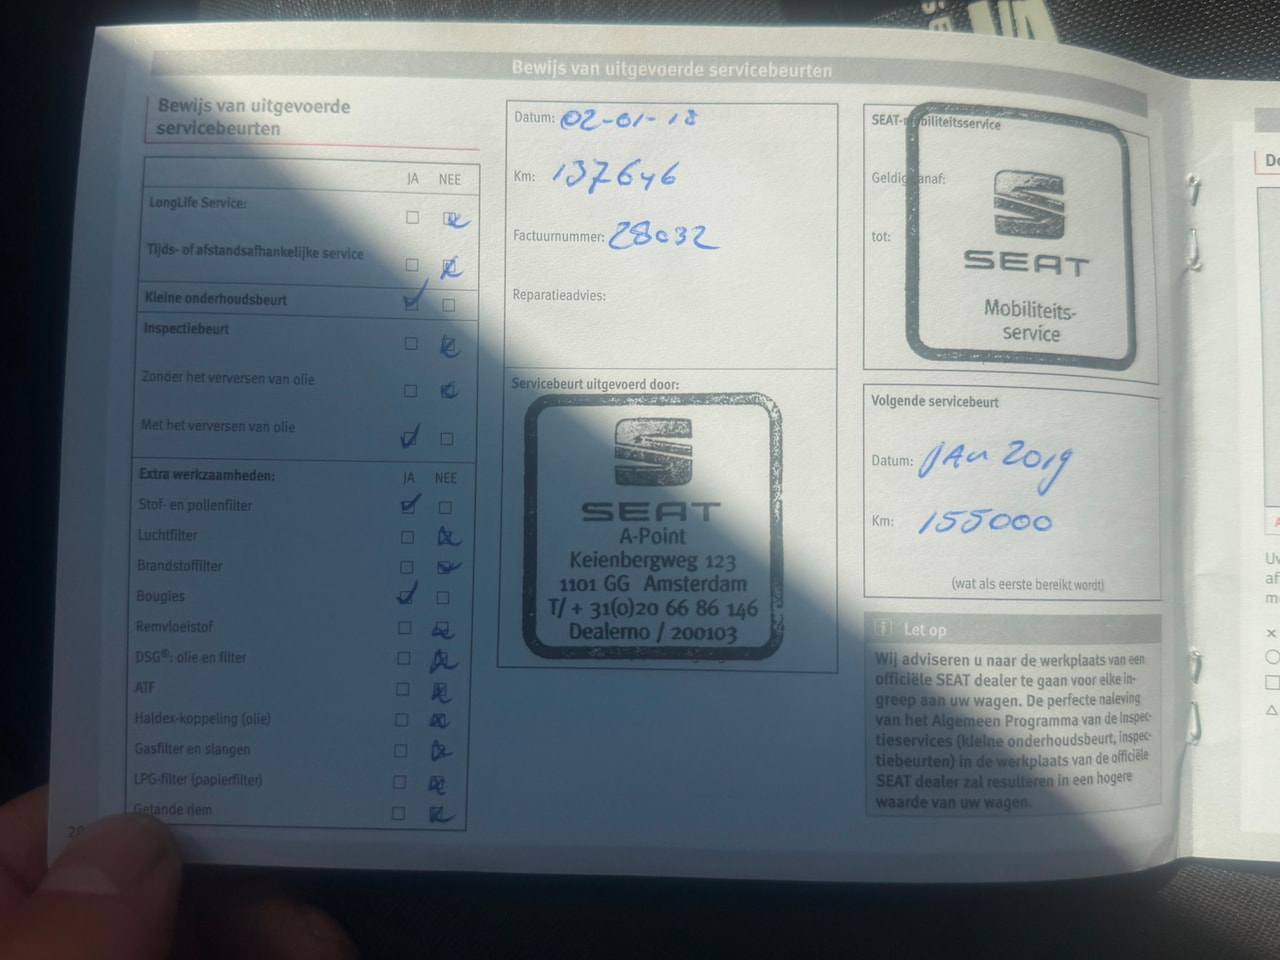 Bewijs van uitgevoerde servicebeurten
Bewijs van uitgevoerde
servicebeurten
JA NEE
LongLife Service:
Tijds- of afstandsafhankelijke service
Kleine onderhoudsbeurt
Inspectiebeurt
Zonder het verversen van olie
Met het verversen van olie
Extra werkzaamheden: JA NEE
Stof- en pollenfilter
Luchtfilter
Brandstoffilter
Bougies
Remvloeistof
DSG®: olie en filter
ATF
Haldex-koppeling (olie)
Gasfilter en slangen
LPG-filter (papierfilter)
Getande riem
Datum: 02-01-18
Km: 137646
Factuurnummer: 28032
Reparatieadvies:
Servicebeurt uitgevoerd door:
SEAT
A-Point
Keienbergweg 123
1101 GG Amsterdam
T/ + 31(0)20 66 86 146
Dealerno / 200103
SEAT-mobiliteitsservice
Geldig vanaf:
tot:
SEAT
Mobiliteits-
service
Volgende servicebeurt
Datum: JAN 2019
Km: 155000
(wat als eerste bereikt wordt)
Let op
Wij adviseren u naar de werkplaats van een
officiële SEAT dealer te gaan voor elke in-
greep aan uw wagen. De perfecte naleving
van het Algemeen Programma van de Inspec-
tieservices (kleine onderhoudsbeurt, inspec-
tiebeurten) in de werkplaats van de officiële
SEAT dealer zal resulteren in een hogere
waarde van uw wagen.